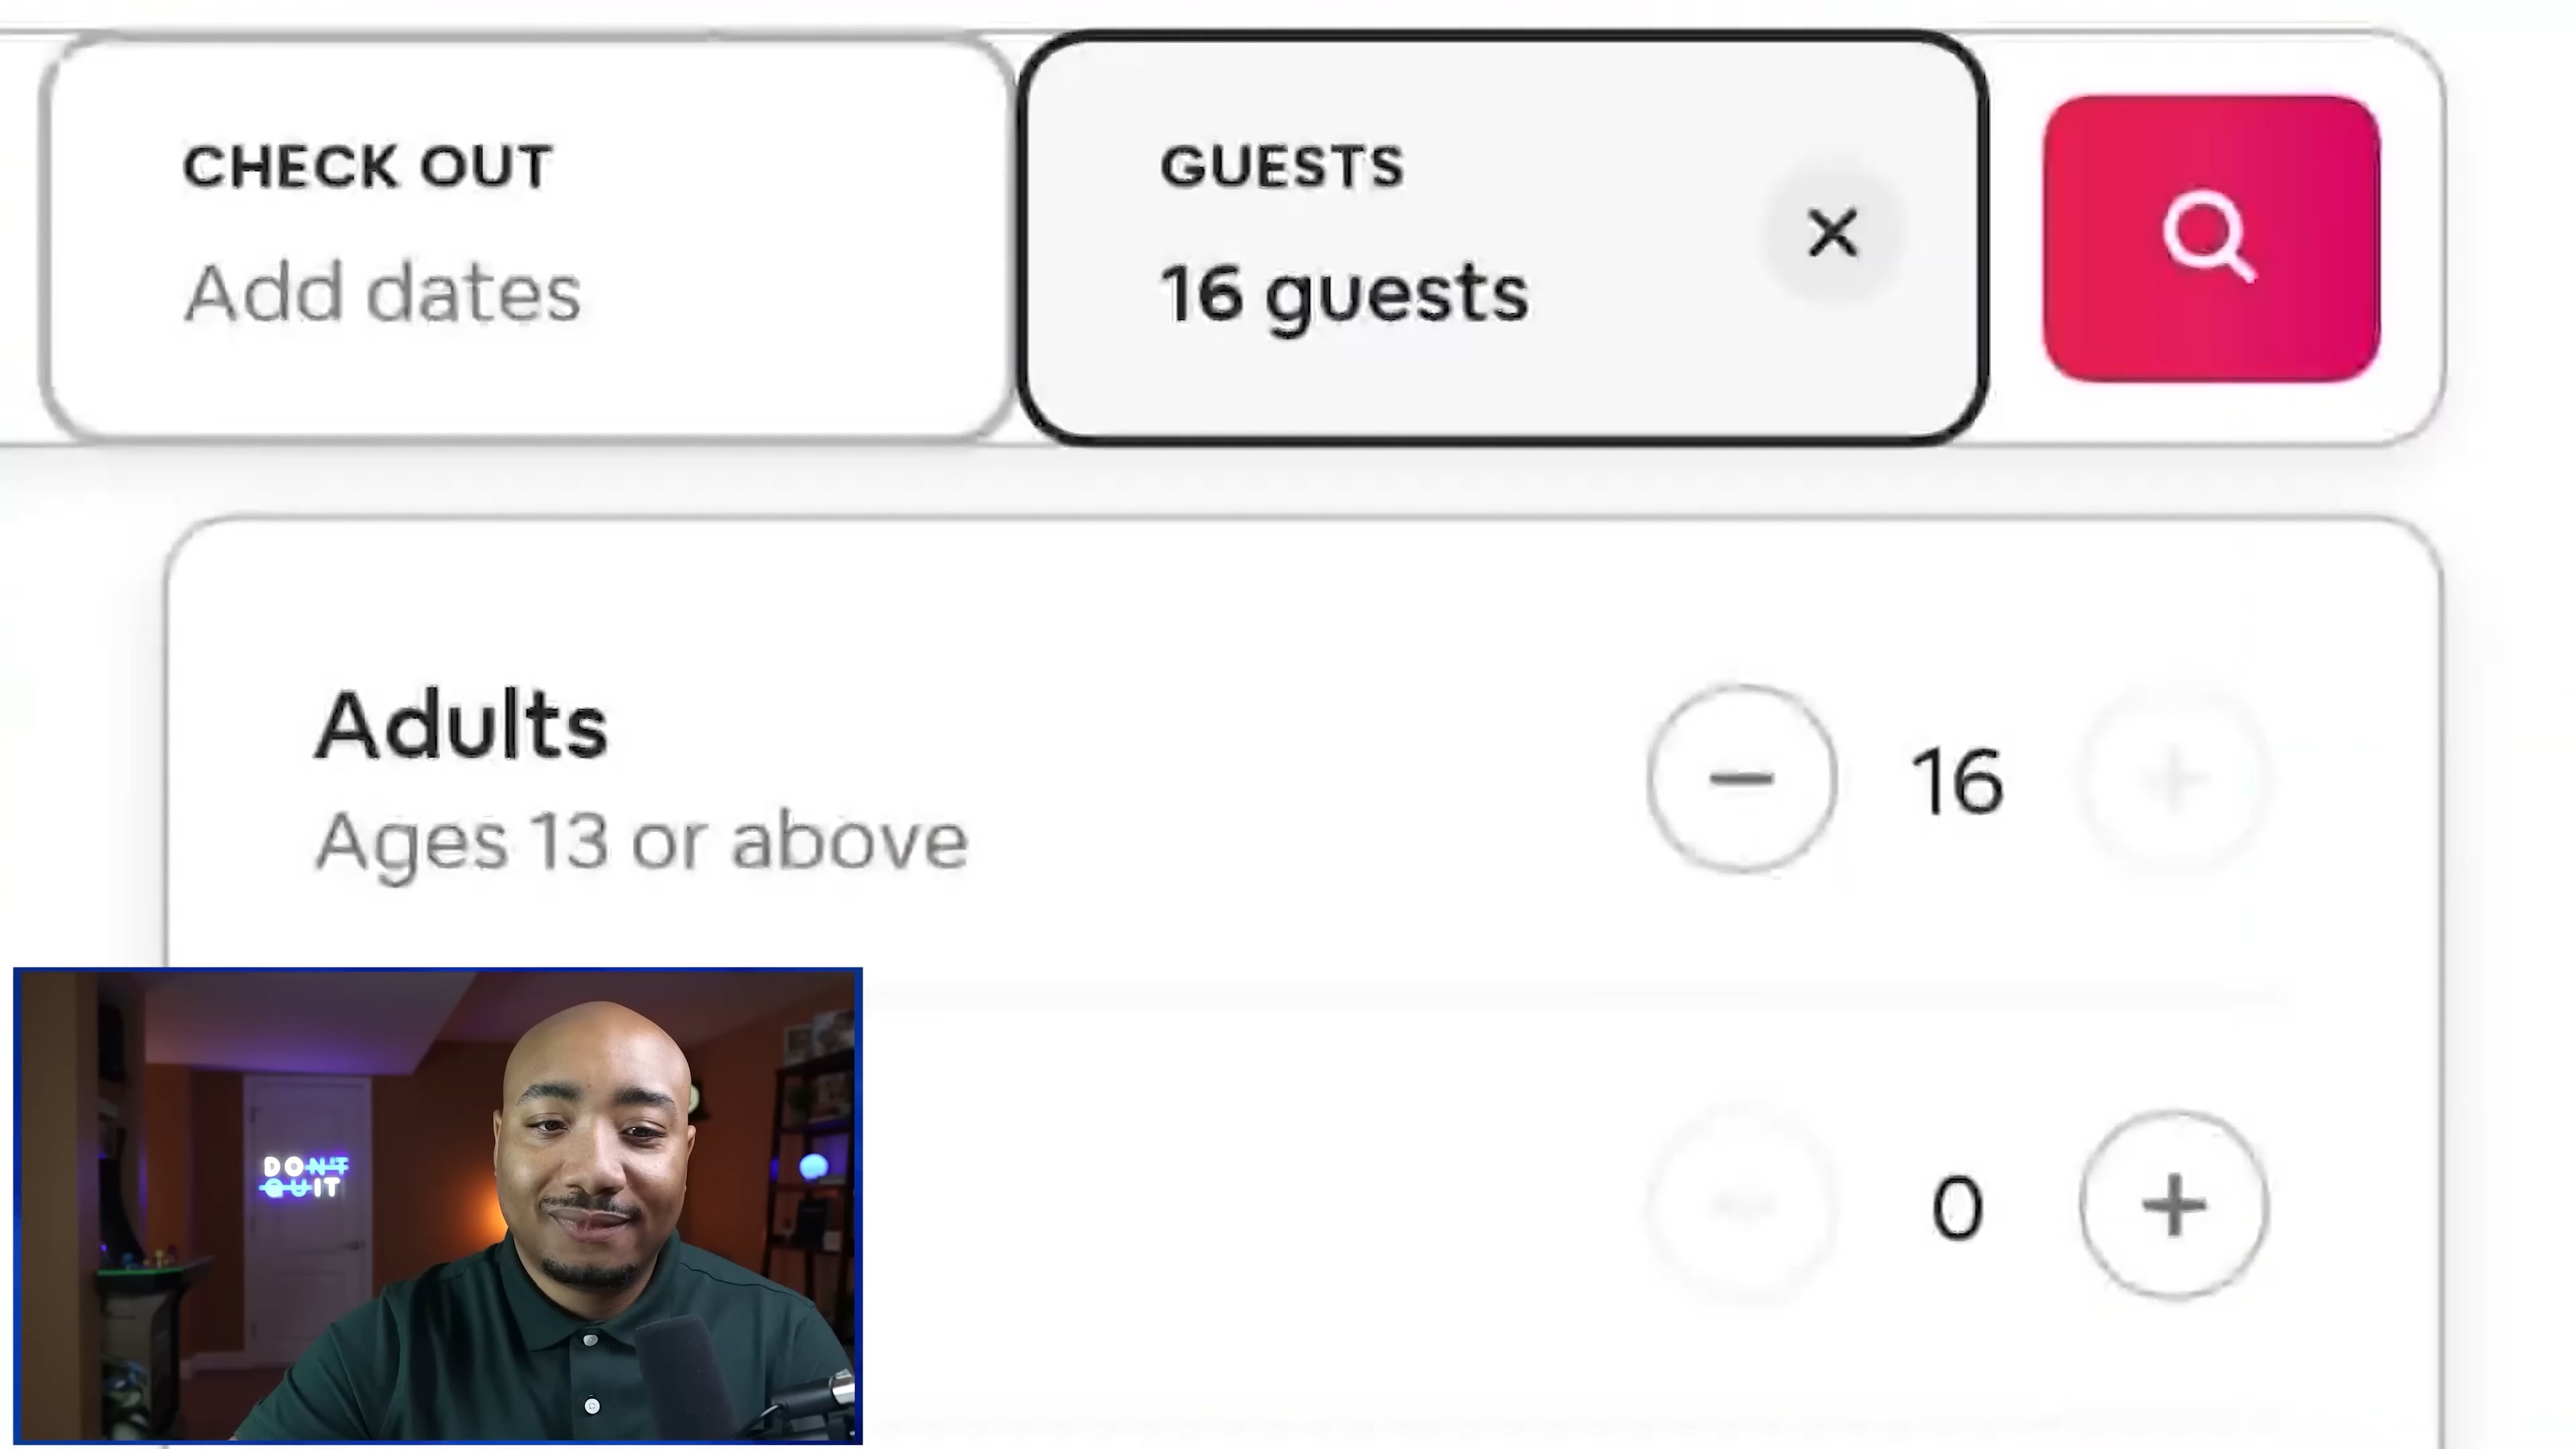 CHECK OUT
Add dates
GUESTS
16 guests
Adults
Ages 13 or above
16
0
DON'T
QUIT